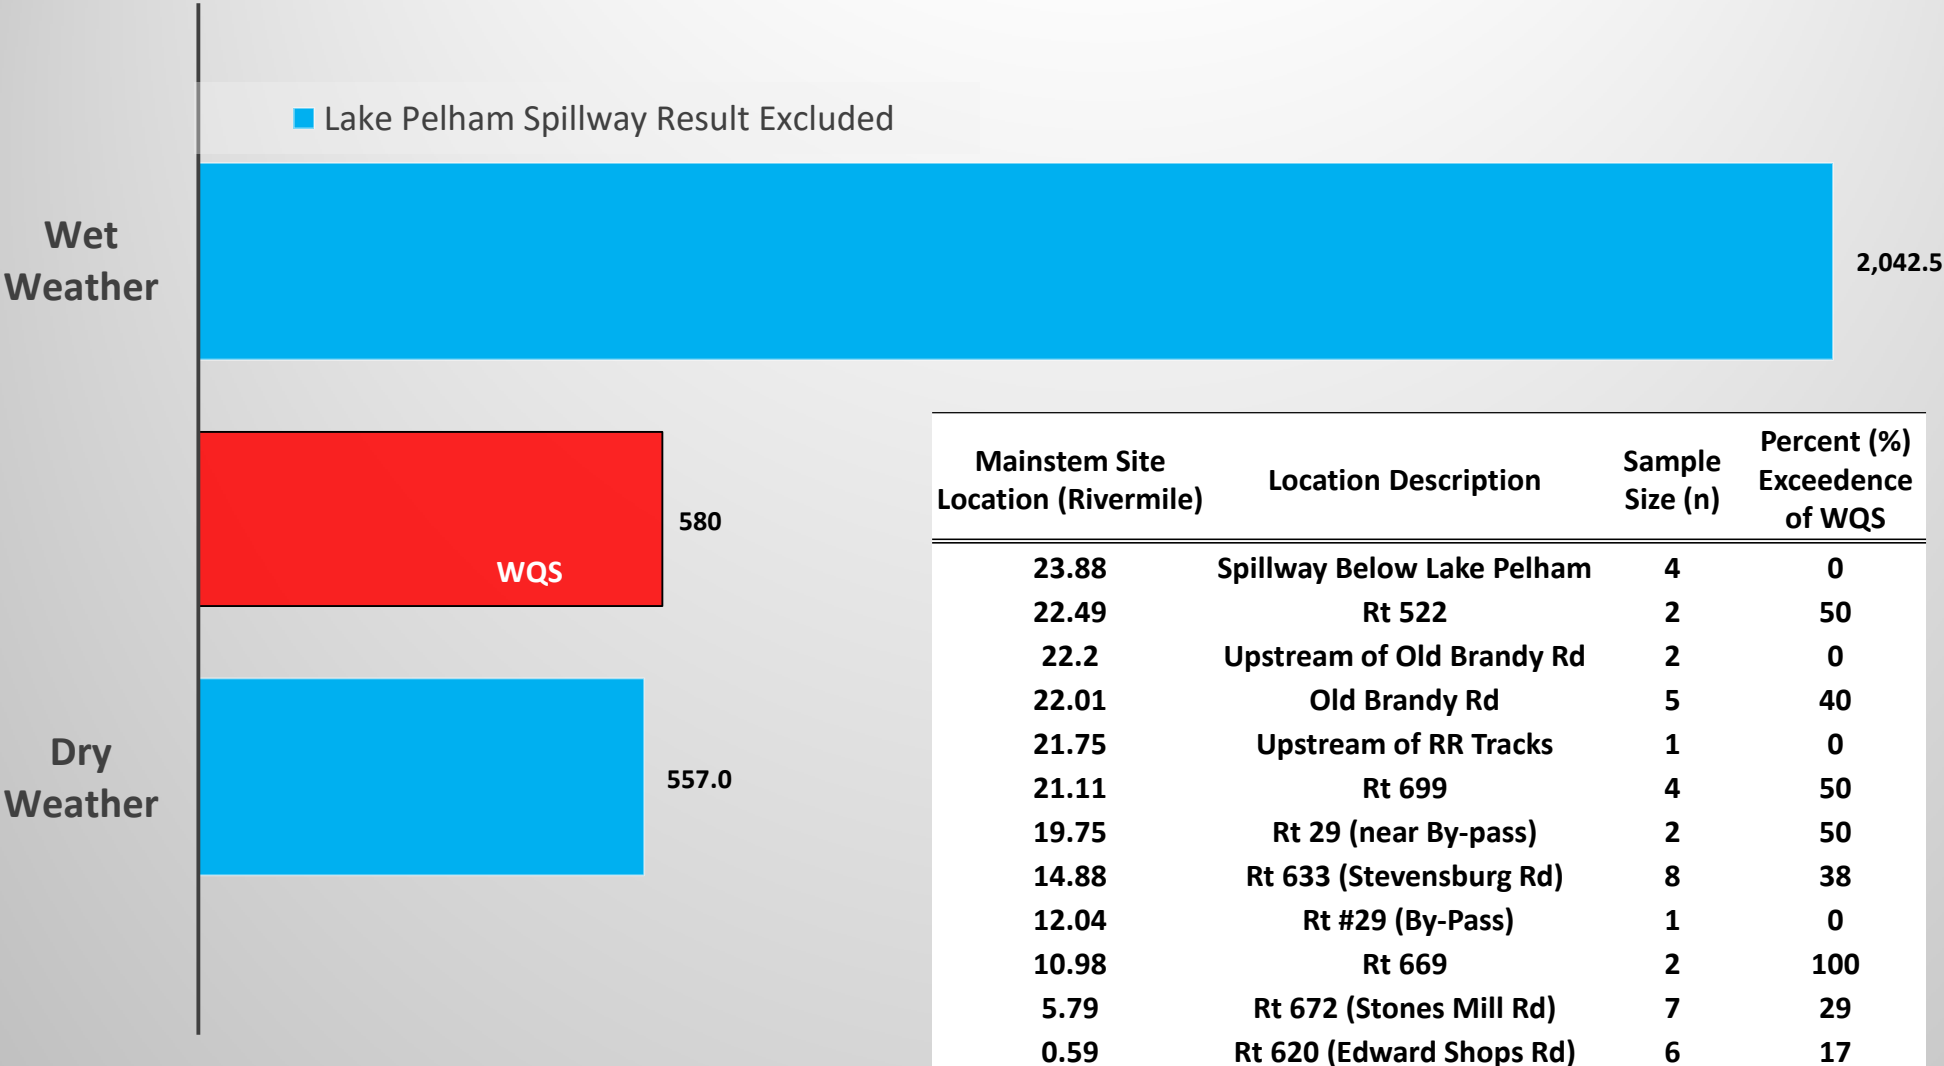 Lake Pelham Spillway Result Excluded
Wet
Weather
2,042.5
580
WQS
Dry
Weather
557.0
Mainstem Site
Location (Rivermile)
Location Description
Sample
Size (n)
Percent (%)
Exceedence
of WQS
23.88 Spillway Below Lake Pelham 4 0
22.49 Rt 522 2 50
22.2 Upstream of Old Brandy Rd 2 0
22.01 Old Brandy Rd 5 40
21.75 Upstream of RR Tracks 1 0
21.11 Rt 699 4 50
19.75 Rt 29 (near By-pass) 2 50
14.88 Rt 633 (Stevensburg Rd) 8 38
12.04 Rt #29 (By-Pass) 1 0
10.98 Rt 669 2 100
5.79 Rt 672 (Stones Mill Rd) 7 29
0.59 Rt 620 (Edward Shops Rd) 6 17